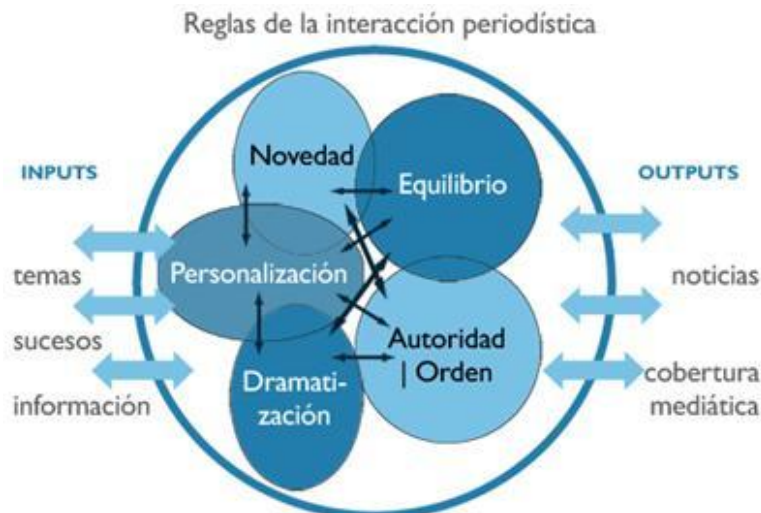 Reglas de la interacción periodística
INPUTS
temas
sucesos
información
Novedad
Equilibrio
Personalización
Autoridad
| Orden
Dramati-
zación
OUTPUTS
noticias
cobertura
mediática